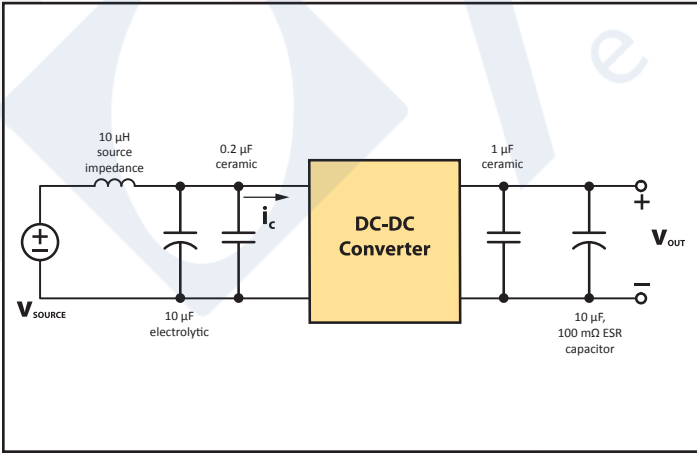 10 µH
source
impedance
0.2 µF
ceramic
1 µF
ceramic
i c
DC-DC
Converter
+
−
V SOURCE
10 µF
electrolytic
+
V OUT
−
10 µF,
100 mΩ ESR
capacitor
e